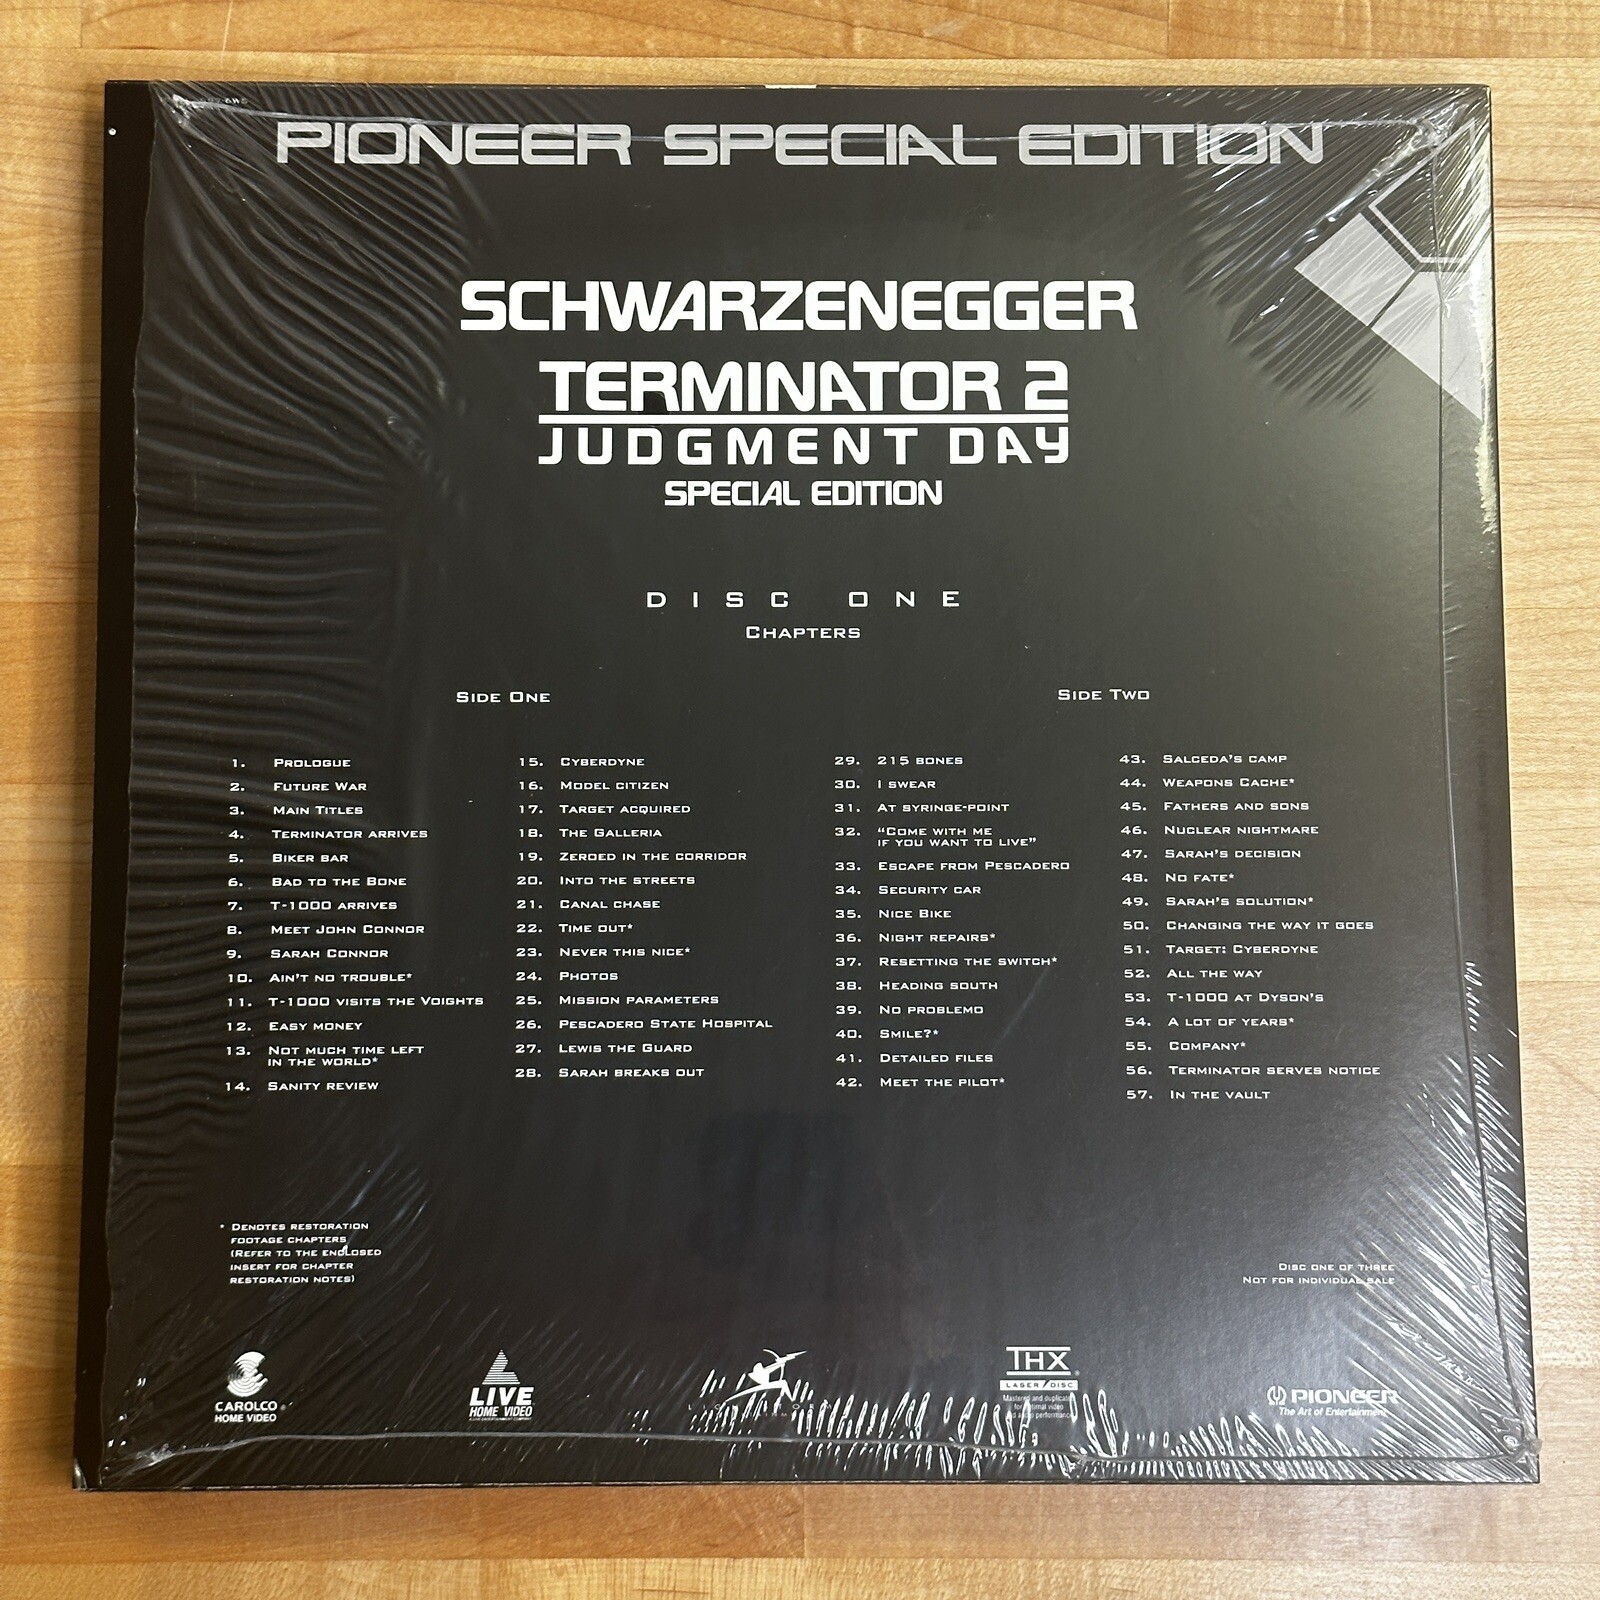 PIONEER SPECIAL EDITION
SCHWARZENEGGER
TERMINATOR 2
JUDGMENT DAY
SPECIAL EDITION
DISC ONE
CHAPTERS
SIDE ONE
1. PROLOGUE
2. FUTURE WAR
3. MAIN TITLES
4. TERMINATOR ARRIVES
5. BIKER BAR
6. BAD TO THE BONE
7. T-1000 ARRIVES
8. MEET JOHN CONNOR
9. SARAH CONNOR
10. AIN'T NO TROUBLE*
11. T-1000 VISITS THE VOIGHTS
12. EASY MONEY
13. NOT MUCH TIME LEFT
IN THE WORLD*
14. SANITY REVIEW
15. CYBERDYNE
16. MODEL CITIZEN
17. TARGET ACQUIRED
18. THE GALLERIA
19. ZEROED IN THE CORRIDOR
20. INTO THE STREETS
21. CANAL CHASE
22. TIME OUT*
23. NEVER THIS NICE*
24. PHOTOS
25. MISSION PARAMETERS
26. PESCADERO STATE HOSPITAL
27. LEWIS THE GUARD
28. SARAH BREAKS OUT
SIDE TWO
29. 215 BONES
30. I SWEAR
31. AT SYRINGE-POINT
32. "COME WITH ME
IF YOU WANT TO LIVE"
33. ESCAPE FROM PESCADERO
34. SECURITY CAR
35. NICE BIKE
36. NIGHT REPAIRS*
37. RESETTING THE SWITCH*
38. HEADING SOUTH
39. NO PROBLEMO
40. SMILE?*
41. DETAILED FILES
42. MEET THE PILOT*
43. SALCEDA'S CAMP
44. WEAPONS CACHE*
45. FATHERS AND SONS
46. NUCLEAR NIGHTMARE
47. SARAH'S DECISION
48. NO FATE*
49. SARAH'S SOLUTION*
50. CHANGING THE WAY IT GOES
51. TARGET: CYBERDYNE
52. ALL THE WAY
53. T-1000 AT DYSON'S
54. A LOT OF YEARS*
55. COMPANY*
56. TERMINATOR SERVES NOTICE
57. IN THE VAULT
* DENOTES RESTORATION
FOOTAGE CHAPTERS
(REFER TO THE ENCLOSED
INSERT FOR CHAPTER
RESTORATION NOTES)
DISC ONE OF THREE
NOT FOR INDIVIDUAL SALE
CAROLCO
HOME VIDEO
LIVE
HOME VIDEO
THX
LASER DISC
Mastered and duplicated
for optimal video
and audio performance
PIONEER
The Art of Entertainment